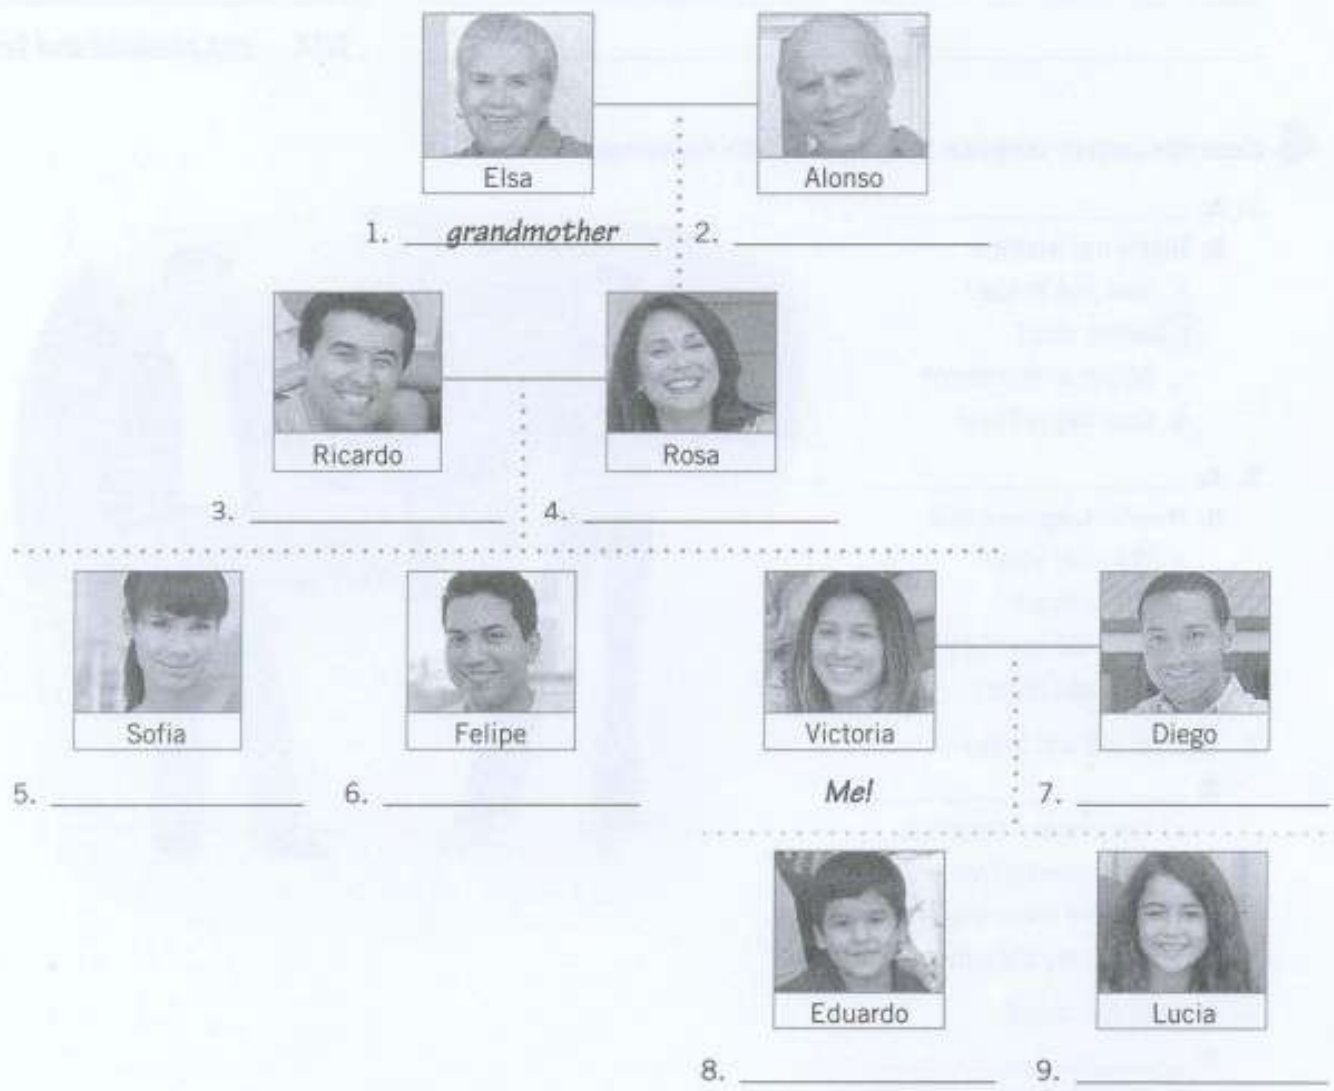 Elsa Alonso
1. grandmother 2.
Ricardo Rosa
3. 4.
Sofia Felipe Victoria Diego
5. 6. Me! 7.
Eduardo Lucia
8. 9.